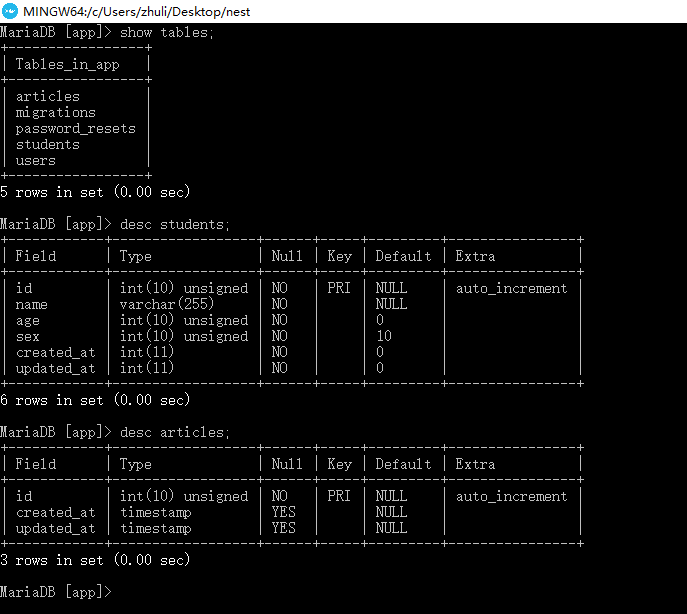 MINGW64:/c/Users/zhuli/Desktop/nest
MariaDB [app]> show tables;
+-----------------+
| Tables_in_app   |
+-----------------+
| articles        |
| migrations      |
| password_resets |
| students        |
| users           |
+-----------------+
5 rows in set (0.00 sec)
MariaDB [app]> desc students;
+------------+------------------+------+-----+---------+----------------+
| Field      | Type             | Null | Key | Default | Extra          |
+------------+------------------+------+-----+---------+----------------+
| id         | int(10) unsigned | NO   | PRI | NULL    | auto_increment |
| name       | varchar(255)     | NO   |     | NULL    |                |
| age        | int(10) unsigned | NO   |     | 0       |                |
| sex        | int(10) unsigned | NO   |     | 10      |                |
| created_at | int(11)          | NO   |     | 0       |                |
| updated_at | int(11)          | NO   |     | 0       |                |
+------------+------------------+------+-----+---------+----------------+
6 rows in set (0.00 sec)
MariaDB [app]> desc articles;
+------------+------------------+------+-----+---------+----------------+
| Field      | Type             | Null | Key | Default | Extra          |
+------------+------------------+------+-----+---------+----------------+
| id         | int(10) unsigned | NO   | PRI | NULL    | auto_increment |
| created_at | timestamp        | YES  |     | NULL    |                |
| updated_at | timestamp        | YES  |     | NULL    |                |
+------------+------------------+------+-----+---------+----------------+
3 rows in set (0.00 sec)
MariaDB [app]>